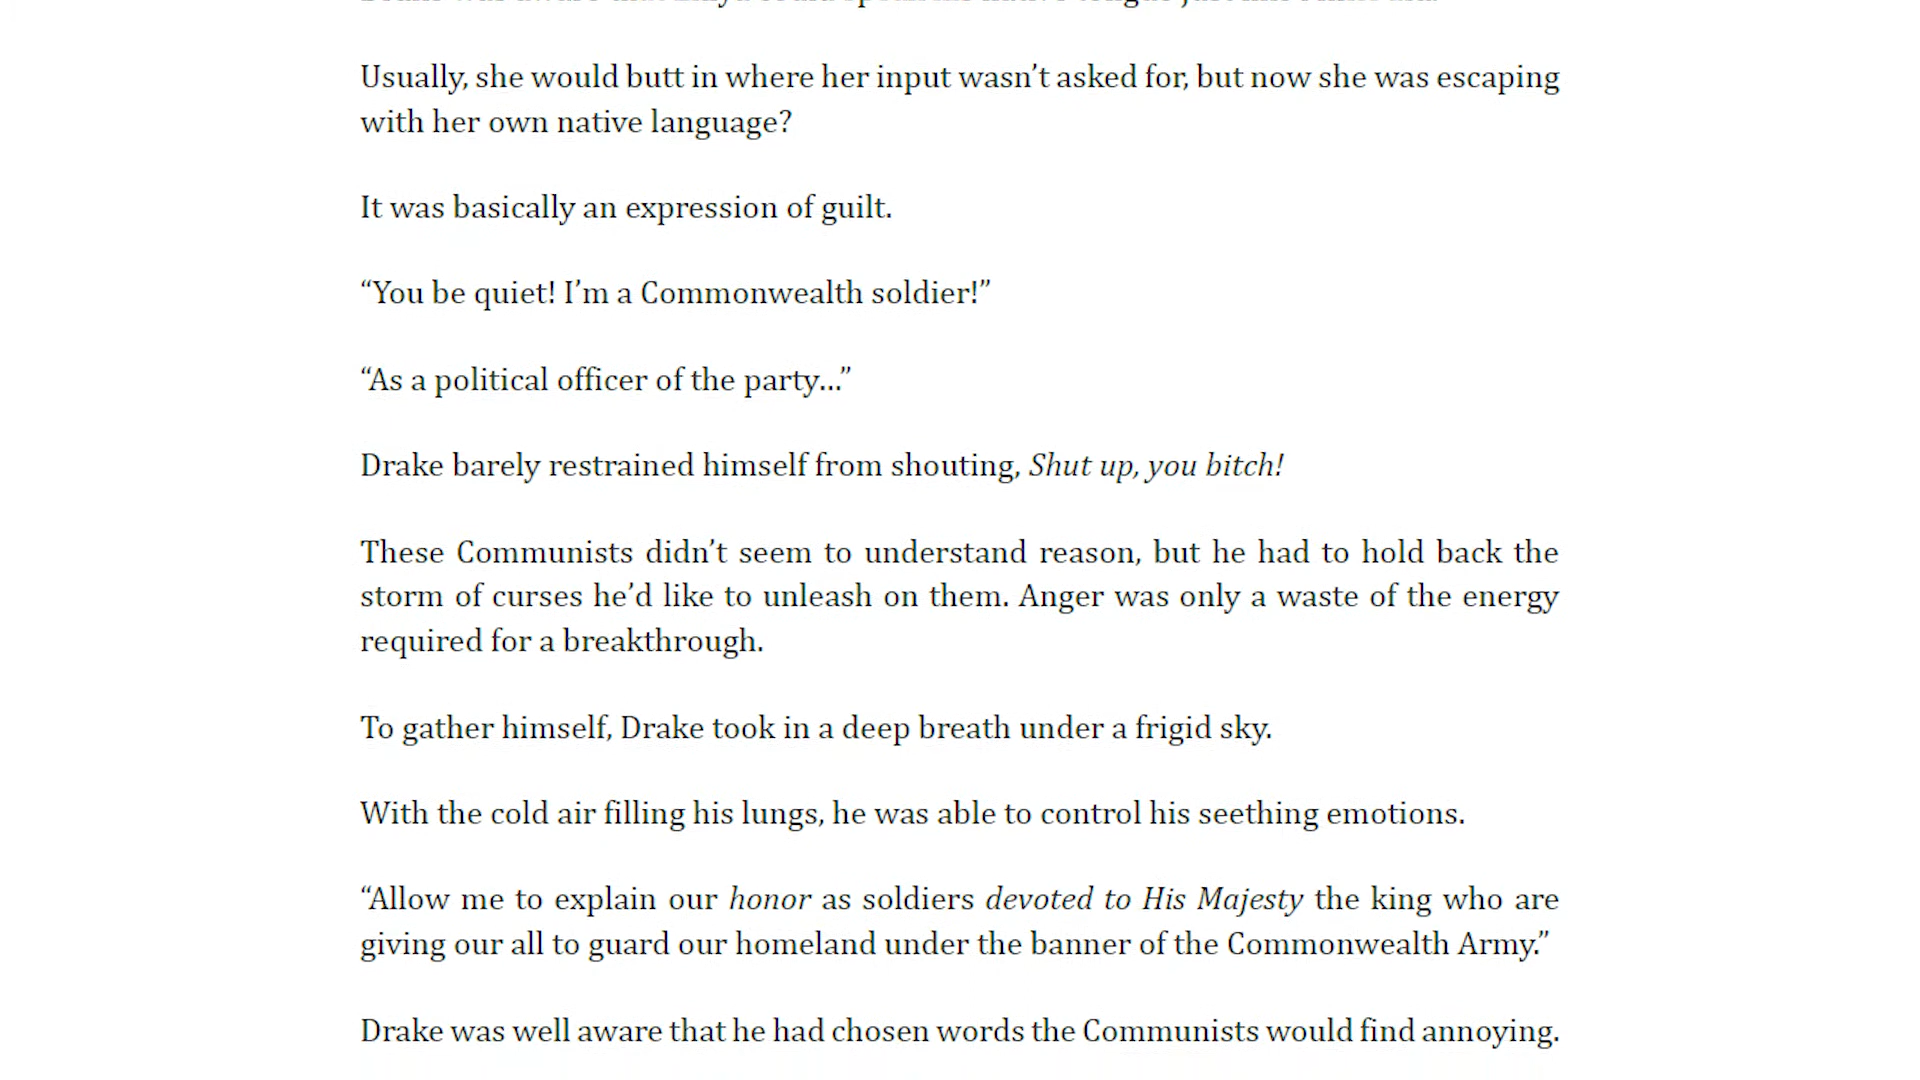 Usually, she would butt in where her input wasn’t asked for, but now she was escaping
with her own native language?
It was basically an expression of guilt.
“You be quiet! I’m a Commonwealth soldier!”
“As a political officer of the party…”
Drake barely restrained himself from shouting, Shut up, you bitch!
These Communists didn’t seem to understand reason, but he had to hold back the
storm of curses he’d like to unleash on them. Anger was only a waste of the energy
required for a breakthrough.
To gather himself, Drake took in a deep breath under a frigid sky.
With the cold air filling his lungs, he was able to control his seething emotions.
“Allow me to explain our honor as soldiers devoted to His Majesty the king who are
giving our all to guard our homeland under the banner of the Commonwealth Army.”
Drake was well aware that he had chosen words the Communists would find annoying.